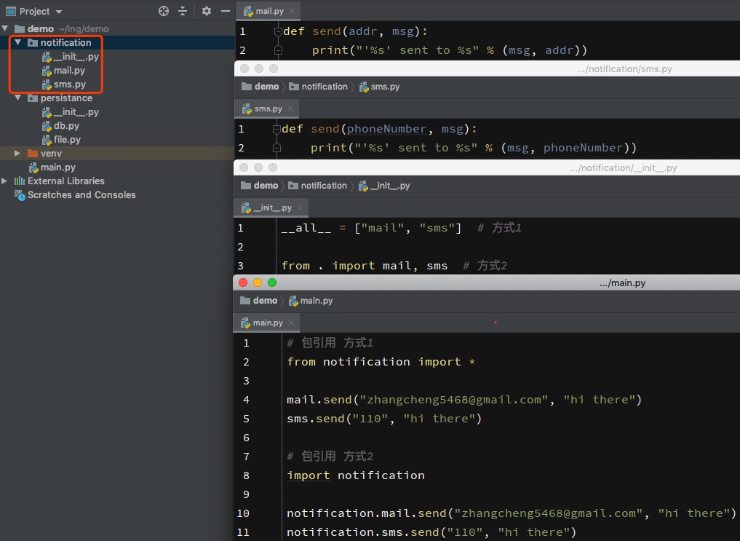 Project
demo ~/ing/demo
notification
__init__.py
mail.py
sms.py
persistance
__init__.py
db.py
file.py
venv
main.py
External Libraries
Scratches and Consoles
mail.py
1 def send(addr, msg):
2 print("'%s' sent to %s" % (msg, addr))
.../notification/sms.py
demo notification sms.py
sms.py
1 def send(phoneNumber, msg):
2 print("'%s' sent to %s" % (msg, phoneNumber))
.../notification/__init__.py
demo notification __init__.py
__init__.py
1 __all__ = ["mail", "sms"] # 方式1
2
3 from . import mail, sms # 方式2
.../main.py
demo main.py
main.py
1 # 包引用 方式1
2 from notification import *
3
4 mail.send("zhangcheng5468@gmail.com", "hi there")
5 sms.send("110", "hi there")
6
7 # 包引用 方式2
8 import notification
9
10 notification.mail.send("zhangcheng5468@gmail.com", "hi there")
11 notification.sms.send("110", "hi there")